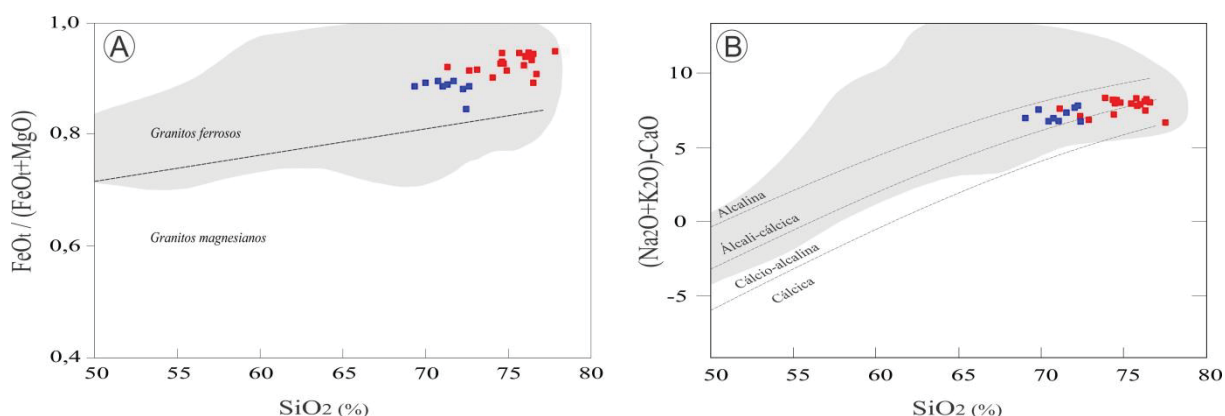 A
1,0
0,8
0,6
0,4
FeOt / (FeOt+MgO)
Granitos ferrosos
Granitos magnesianos
50
55
60
65
70
75
80
SiO2 (%)
B
10
5
0
-5
(Na2O+K2O)-CaO
Alcalina
Álcali-cálcica
Cálcio-alcalina
Cálcica
50
55
60
65
70
75
80
SiO2 (%)